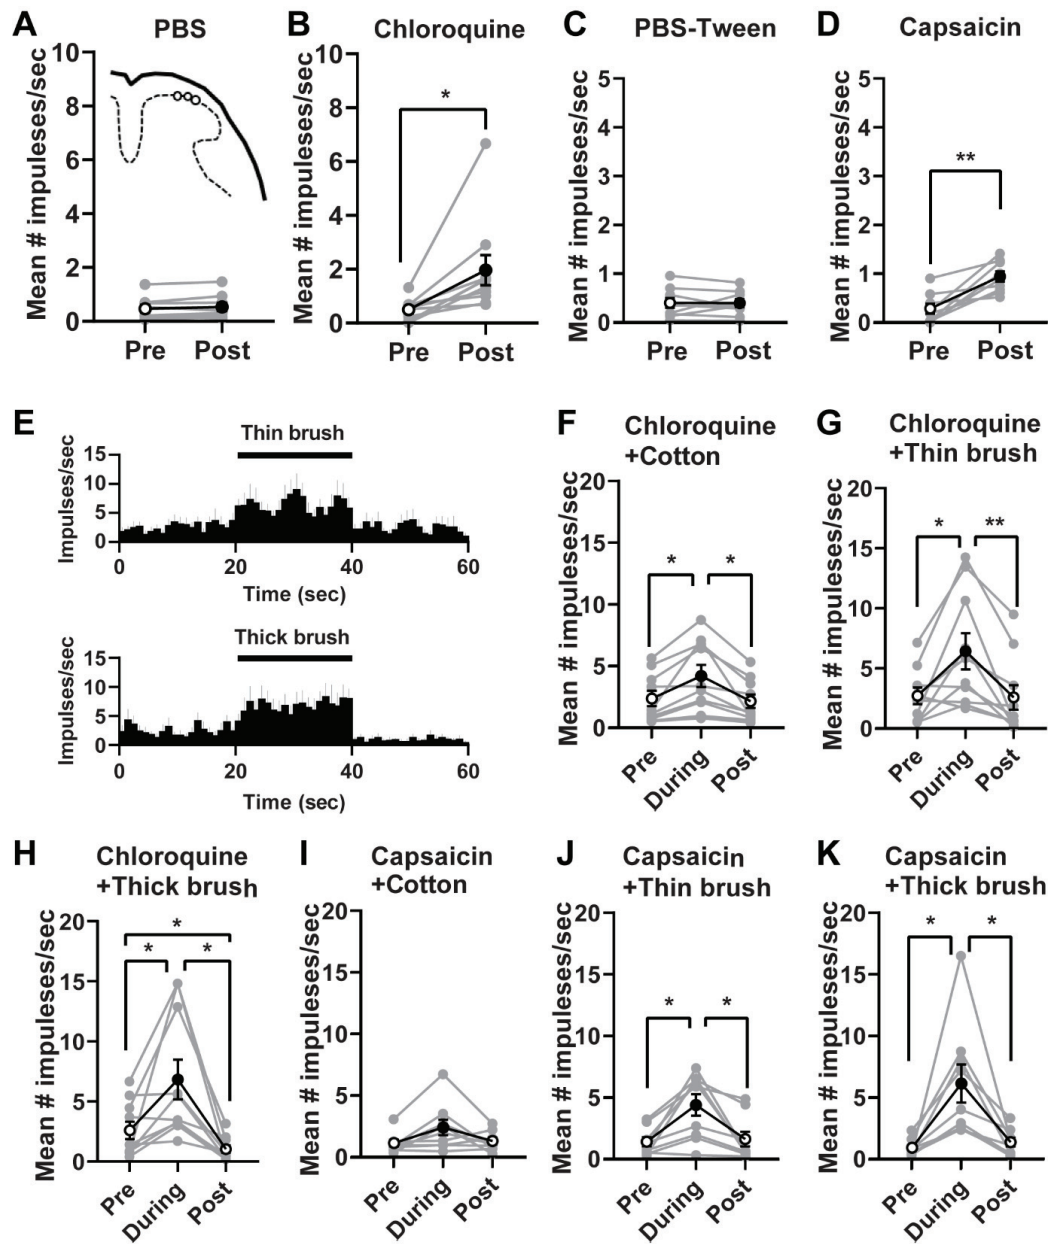 A
PBS
Mean # impuleses/sec
10
8
6
4
2
0
Pre
Post
B
Chloroquine
Mean # impuleses/sec
10
8
6
4
2
0
*
Pre
Post
C
PBS-Tween
Mean # impuleses/sec
5
4
3
2
1
0
Pre
Post
D
Capsaicin
Mean # impuleses/sec
5
4
3
2
1
0
**
Pre
Post
E
Thin brush
Impulses/sec
15
10
5
0
0
20
40
60
Time (sec)
Thick brush
Impulses/sec
15
10
5
0
0
20
40
60
Time (sec)
F
Chloroquine
+Cotton
Mean # impuleses/sec
20
15
10
5
0
*
*
Pre
During
Post
G
Chloroquine
+Thin brush
Mean # impuleses/sec
20
15
10
5
0
*
**
Pre
During
Post
H
Chloroquine
+Thick brush
Mean # impuleses/sec
20
15
10
5
0
*
*
*
Pre
During
Post
I
Capsaicin
+Cotton
Mean # impuleses/sec
20
15
10
5
0
Pre
During
Post
J
Capsaicin
+Thin brush
Mean # impuleses/sec
20
15
10
5
0
*
*
Pre
During
Post
K
Capsaicin
+Thick brush
Mean # impuleses/sec
20
15
10
5
0
*
*
Pre
During
Post